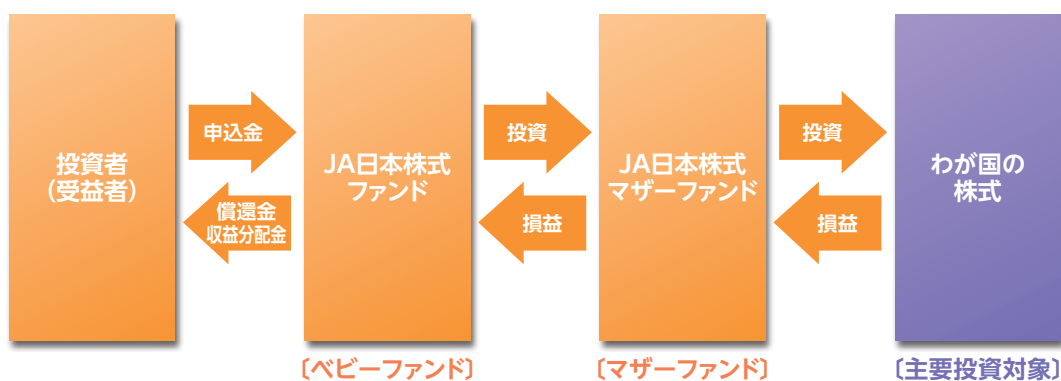 投資者
（受益者）
申込金
償還金
収益分配金
JA日本株式
ファンド
投資
損益
JA日本株式
マザーファンド
投資
損益
わが国の
株式
〔ベビーファンド〕
〔マザーファンド〕
〔主要投資対象〕